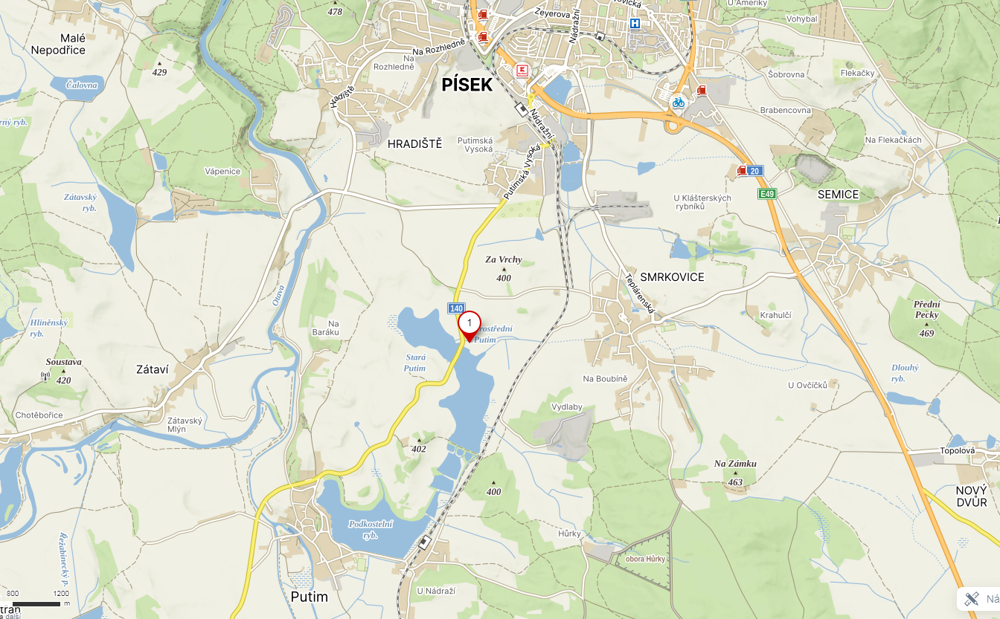 478
Zeyerova
Nádražní
U Ameriky
Vohybal
H
Malé
Nepodřice
Na Rozhledně
Na
Rozhledně
429
PÍSEK
Šobrovna
Flekačky
Čalovna
Hradiště
Nádražní
Brabencovna
HRADIŠTĚ
Putimská
Vysoká
Na Flekačkách
Vápenice
Putimská Vysoká
20
E49
SEMICE
Zátavský
ryb.
U Klášterských
rybníků
Za Vrchy
400
SMRKOVICE
Teplárenská
Otava
140
1
Prostřední
Putim
Přední
Pecky
469
Krahulčí
Hliněnský
ryb.
Na
Baráku
Soustava
420
Zátaví
Stará
Putim
Dlouhý
ryb.
Na Boubíně
U Ovčíčků
Chotěbořice
Zátavský
Mlýn
Vydlaby
402
Topolová
Na Zámku
463
400
NOVÝ
DVŮR
Podkostelní
ryb.
Řežabinecký p.
Hůrky
obora Hůrky
Putim
U Nádraží
800
1200
m